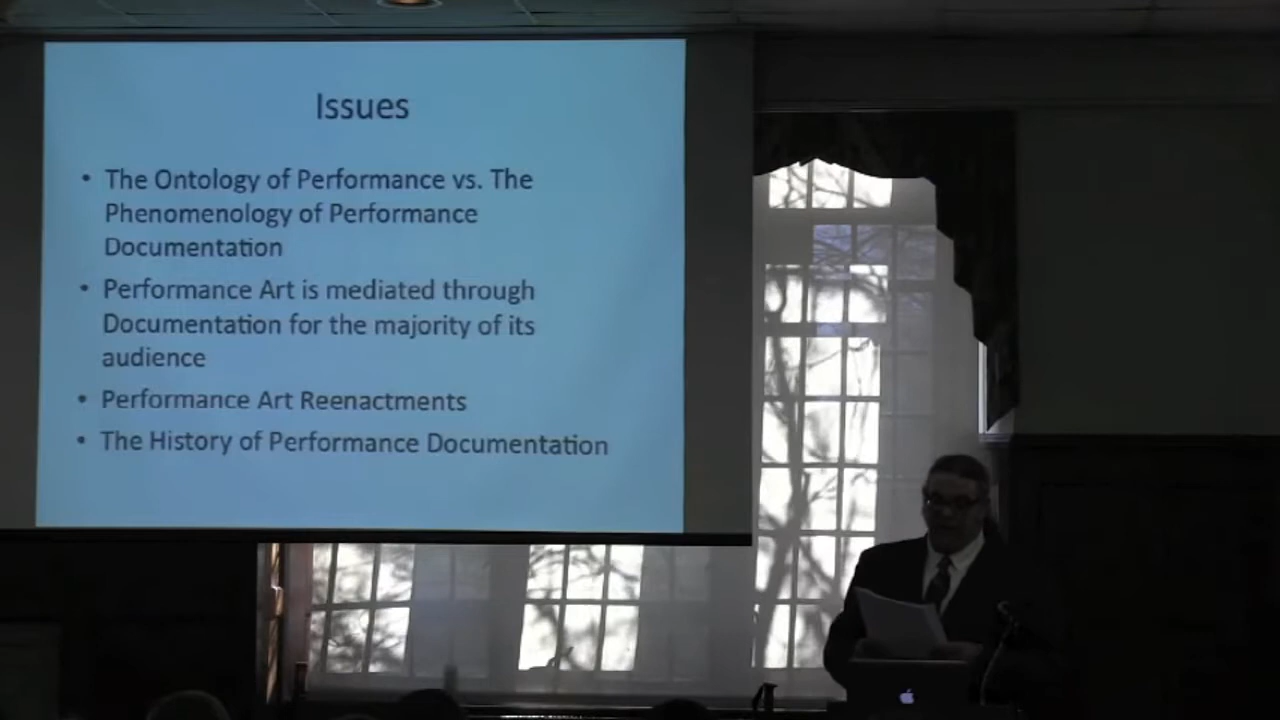 Issues
• The Ontology of Performance vs. The
Phenomenology of Performance
Documentation
• Performance Art is mediated through
Documentation for the majority of its
audience
• Performance Art Reenactments
• The History of Performance Documentation